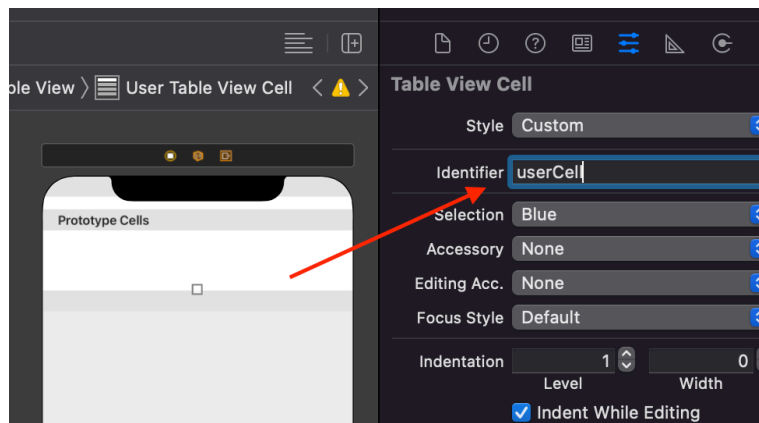 ble View 〉 User Table View Cell
Prototype Cells
Table View Cell
Style Custom
Identifier userCell
Selection Blue
Accessory None
Editing Acc. None
Focus Style Default
Indentation 1 0
Level Width
Indent While Editing